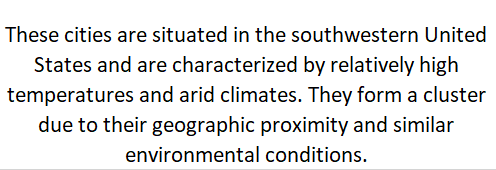 These cities are situated in the southwestern United
States and are characterized by relatively high
temperatures and arid climates. They form a cluster
due to their geographic proximity and similar
environmental conditions.